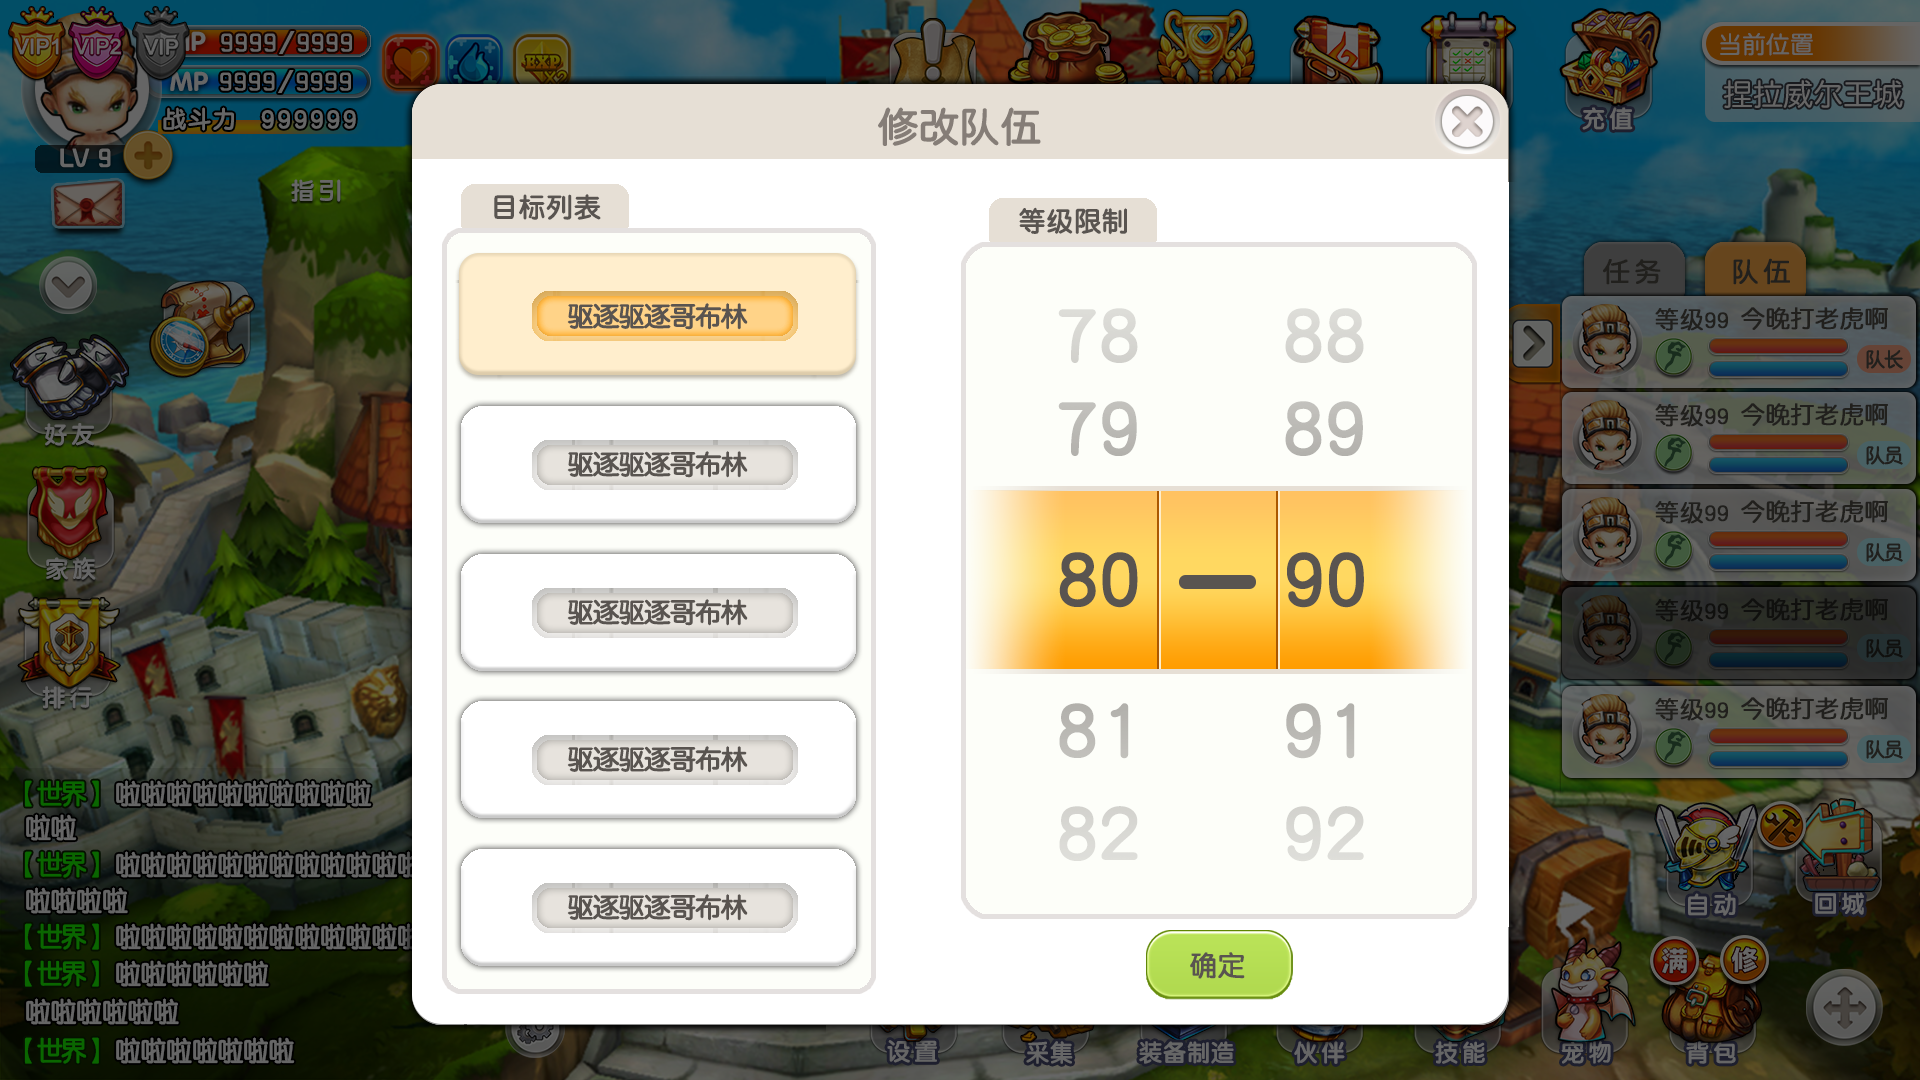 VIP1 VIP2 VIP
HP 9999/9999
MP 9999/9999
战斗力 999999
LV 9
EXP X2
指引
充值
当前位置
捏拉威尔王城
好友
家族
排行
修改队伍
目标列表
驱逐驱逐哥布林
驱逐驱逐哥布林
驱逐驱逐哥布林
驱逐驱逐哥布林
驱逐驱逐哥布林
等级限制
78 88
79 89
80 — 90
81 91
82 92
确定
任务 队伍
等级99 今晚打老虎啊
队长
等级99 今晚打老虎啊
队员
等级99 今晚打老虎啊
队员
等级99 今晚打老虎啊
队员
等级99 今晚打老虎啊
队员
自动
回城
满
修
【世界】啦啦啦啦啦啦啦啦啦啦
啦啦
【世界】啦啦啦啦啦啦啦啦啦啦啦啦
啦啦啦啦
【世界】啦啦啦啦啦啦啦啦啦啦啦啦
【世界】啦啦啦啦啦啦
啦啦啦啦啦啦
【世界】啦啦啦啦啦啦啦
设置
采集
装备制造
伙伴
技能
宠物
背包